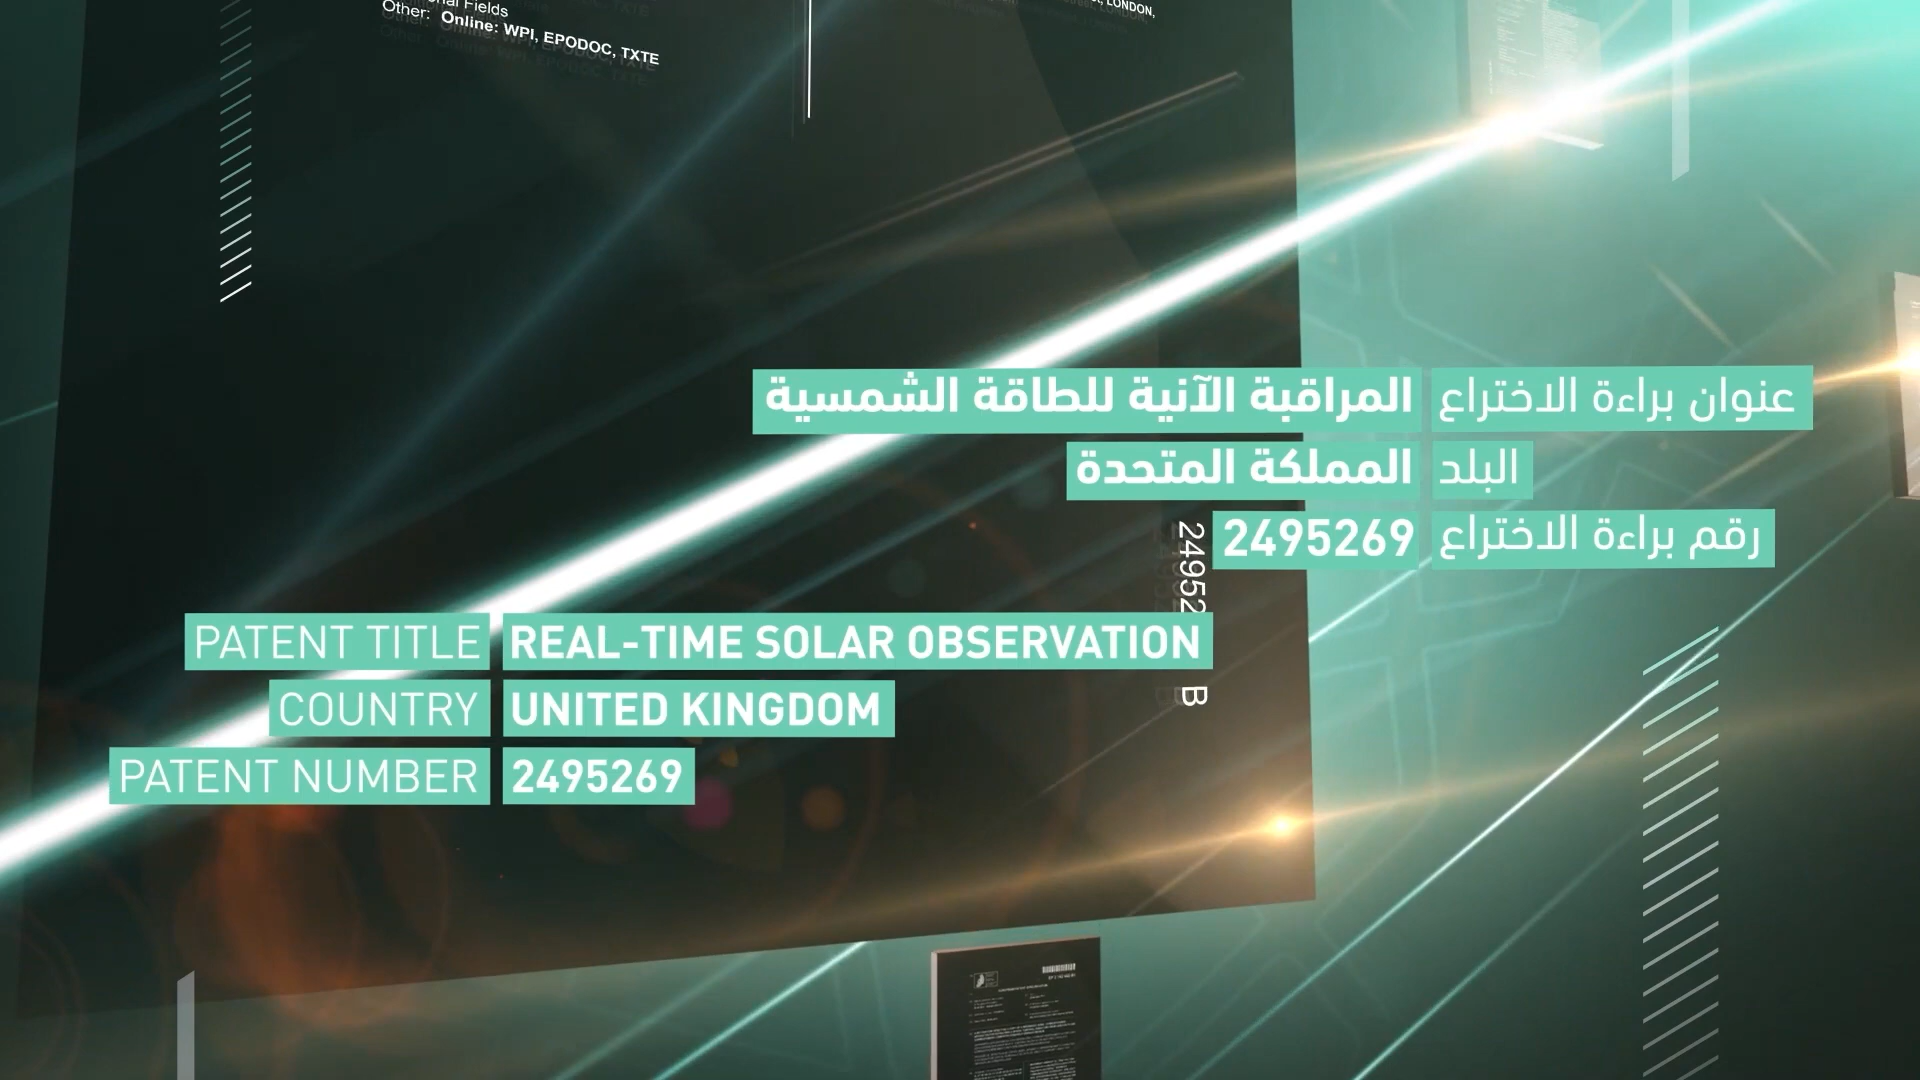 Other: Online: WPI, EPODOC, TXTE
LONDON,
عنوان براءة الاختراع المراقبة الآنية للطاقة الشمسية
البلد المملكة المتحدة
رقم براءة الاختراع 2495269
PATENT TITLE REAL-TIME SOLAR OBSERVATION
COUNTRY UNITED KINGDOM
PATENT NUMBER 2495269
B